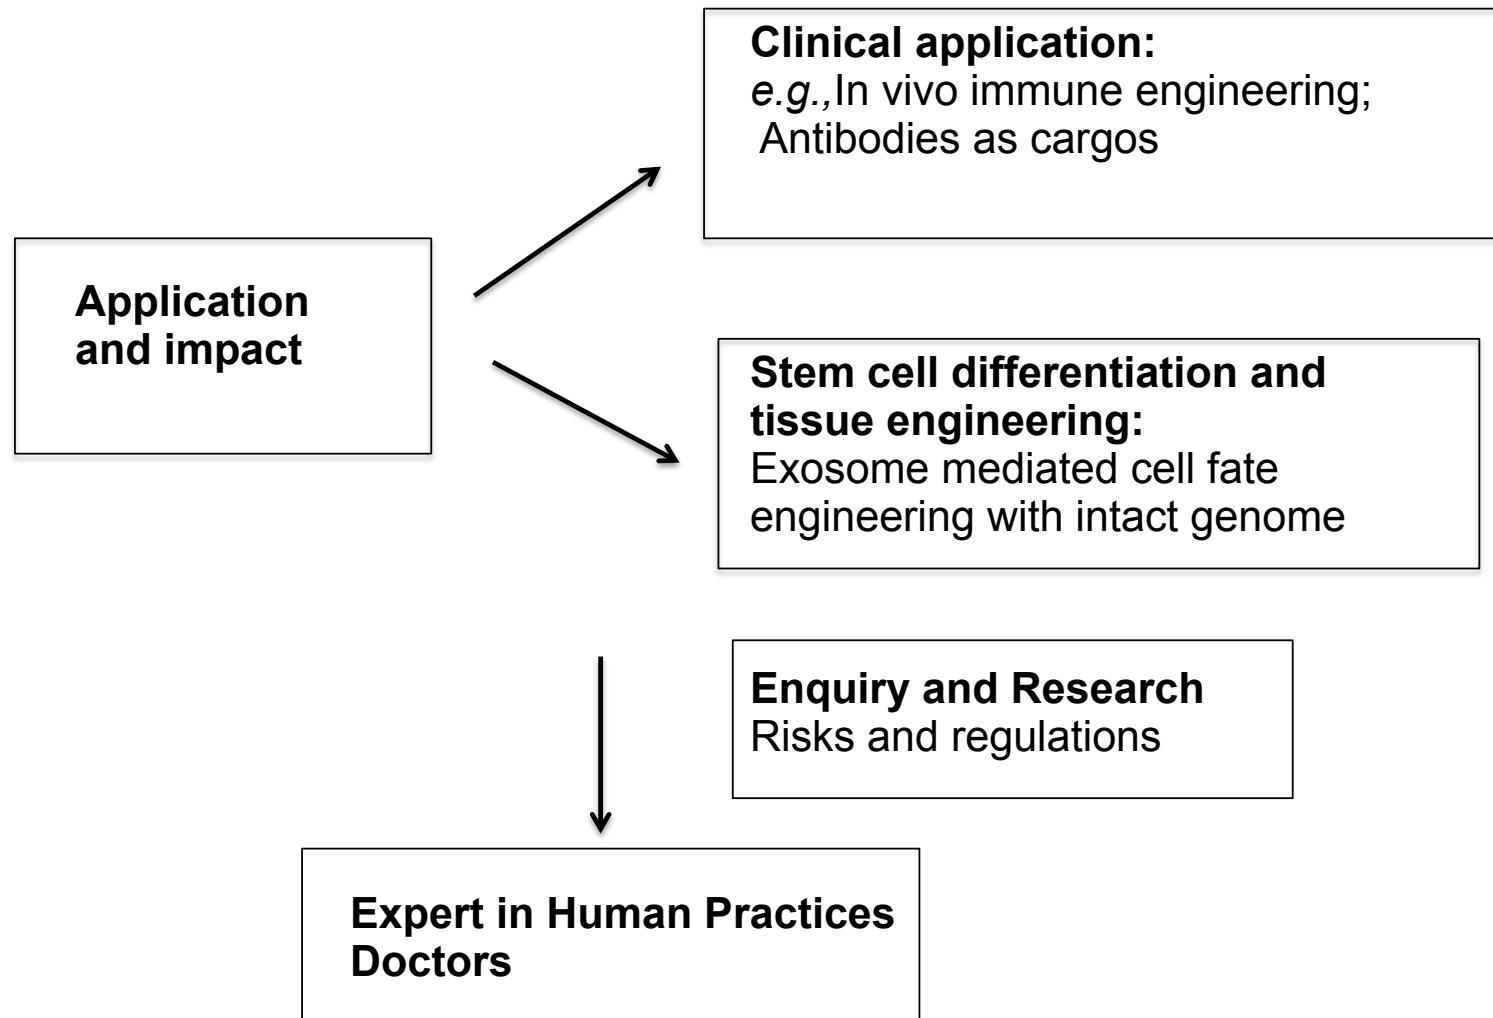 Clinical application:
e.g.,In vivo immune engineering;
Antibodies as cargos
Application
and impact
Stem cell differentiation and
tissue engineering:
Exosome mediated cell fate
engineering with intact genome
Enquiry and Research
Risks and regulations
Expert in Human Practices
Doctors